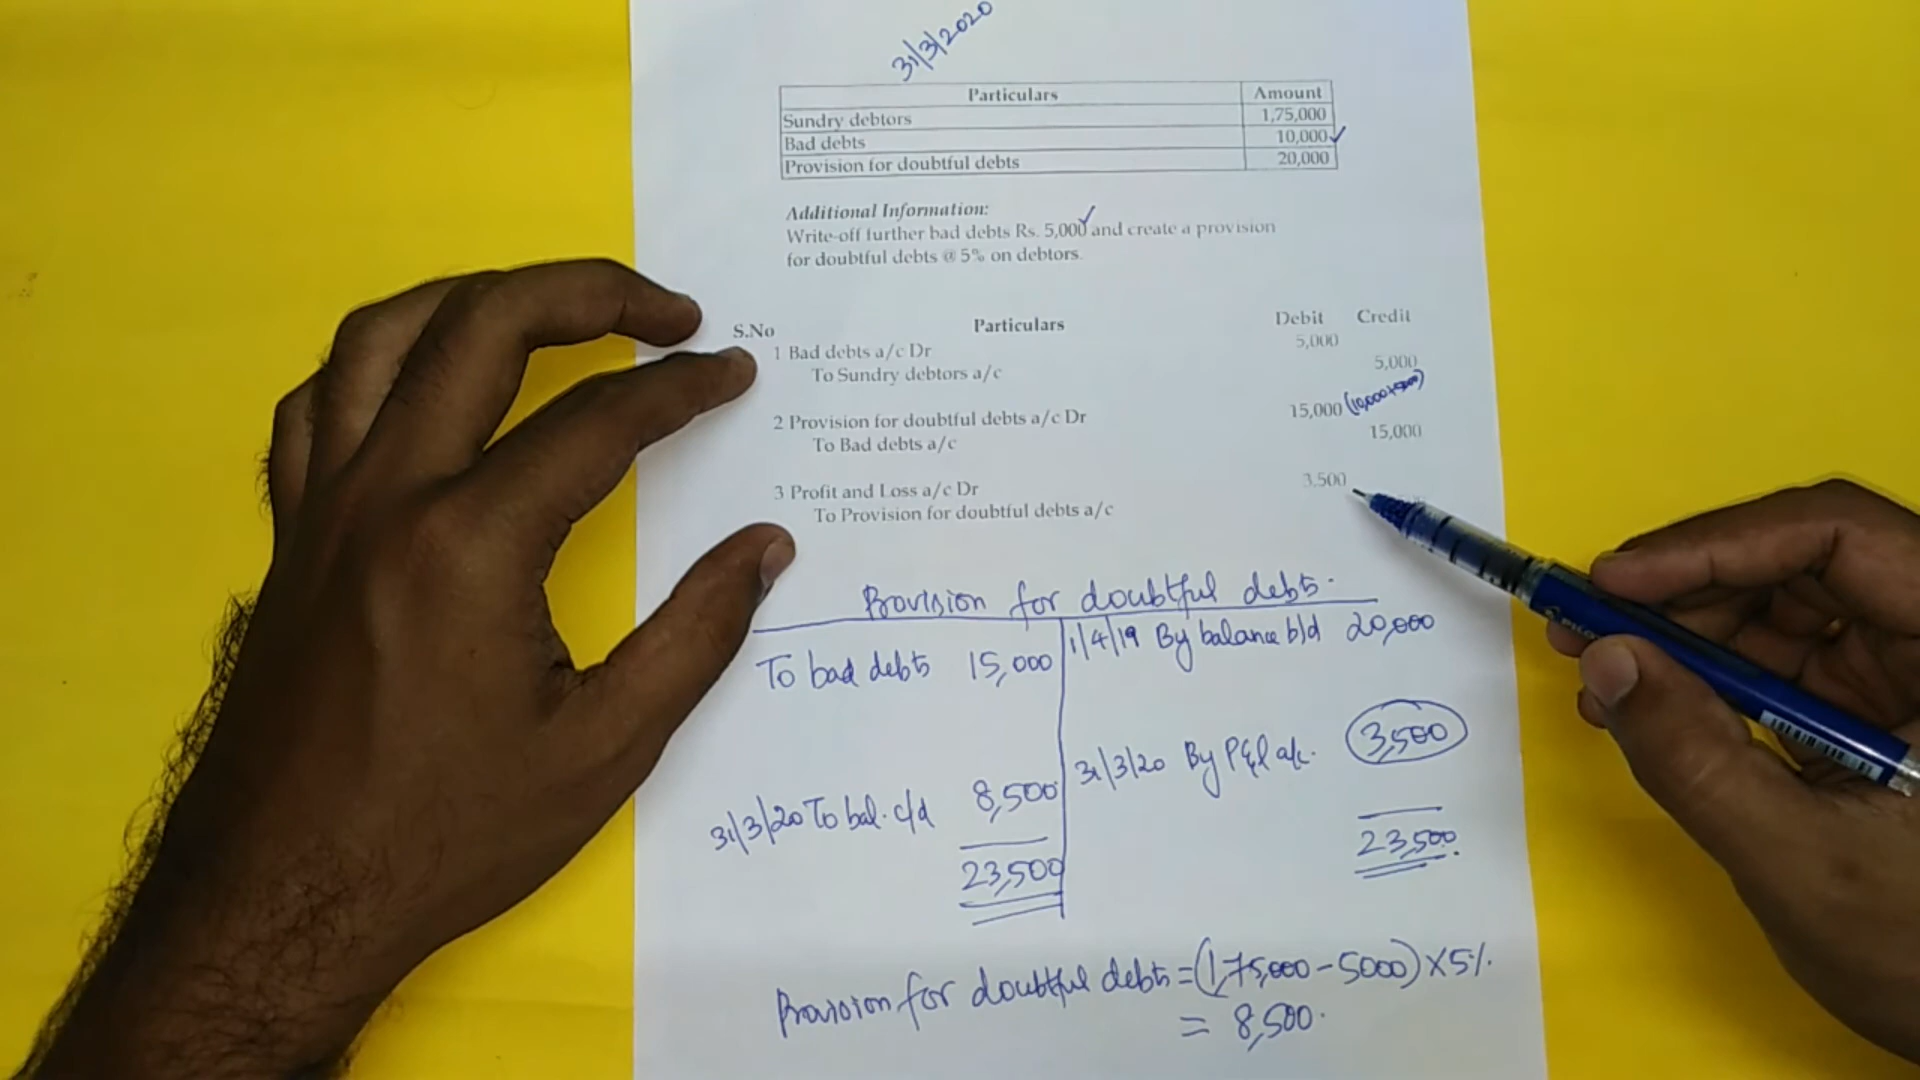 31/3/2020
Particulars Amount
Sundry debtors 1,75,000
Bad debts 10,000✓
Provision for doubtful debts 20,000
Additional Information:
Write-off further bad debts Rs. 5,000✓ and create a provision
for doubtful debts @ 5% on debtors.
S.No Particulars Debit Credit
1 Bad debts a/c Dr 5,000
To Sundry debtors a/c 5,000
2 Provision for doubtful debts a/c Dr 15,000 (10,000+5000)
To Bad debts a/c 15,000
3 Profit and Loss a/c Dr 3.500
To Provision for doubtful debts a/c
Provision for doubtful debts.
To bad debts 15,000 1/4/19 By balance b/d 20,000
31/3/20 To bal. c/d 8,500 31/3/20 By P&l a/c. 3,500
23,500 23,500
Provision for doubtful debts = (1,75,000 - 5000) X 5%
= 8,500.